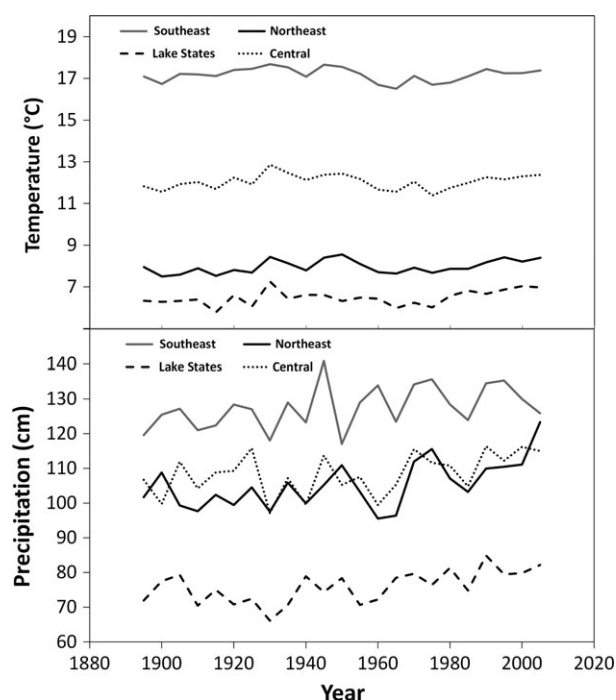 19
Southeast Northeast
Lake States Central
17
15
13
11
9
7
Temperature (°C)
Southeast Northeast
Lake States Central
140
130
120
110
100
90
80
70
60
Precipitation (cm)
1880 1900 1920 1940 1960 1980 2000 2020
Year